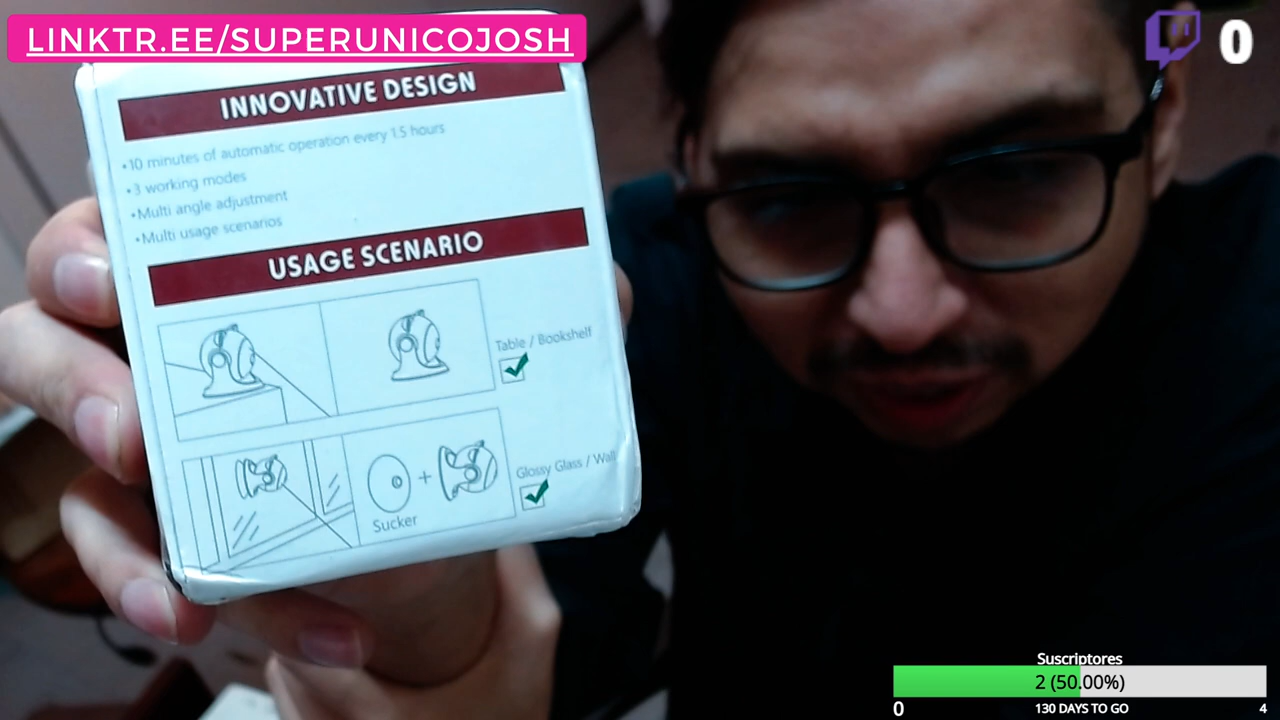 LINKTR.EE/SUPERUNICOJOSH
0
INNOVATIVE DESIGN
•10 minutes of automatic operation every 1.5 hours
•3 working modes
•Multi angle adjustment
•Multi usage scenarios
USAGE SCENARIO
Table / Bookshelf
Glossy Glass / Wall
+
Sucker
Suscriptores
2 (50.00%)
0
130 DAYS TO GO
4